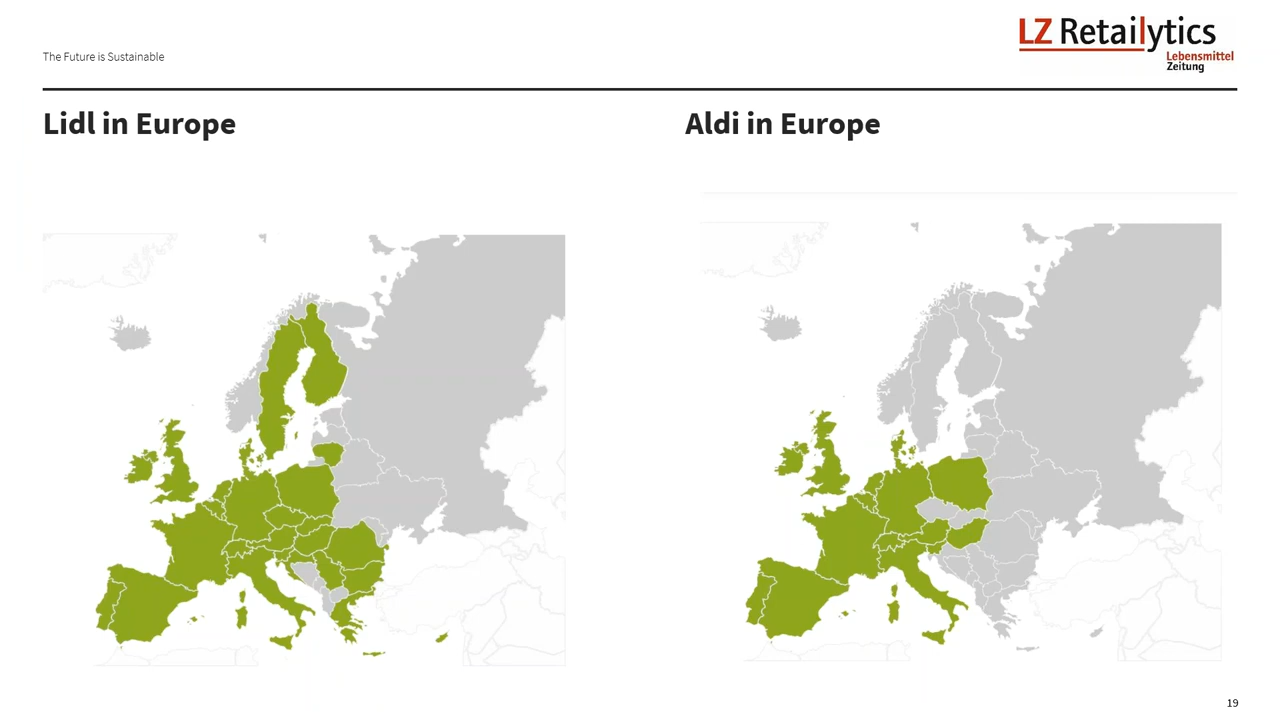 The Future is Sustainable
LZ Retailytics
Lebensmittel
Zeitung
Lidl in Europe
Aldi in Europe
19